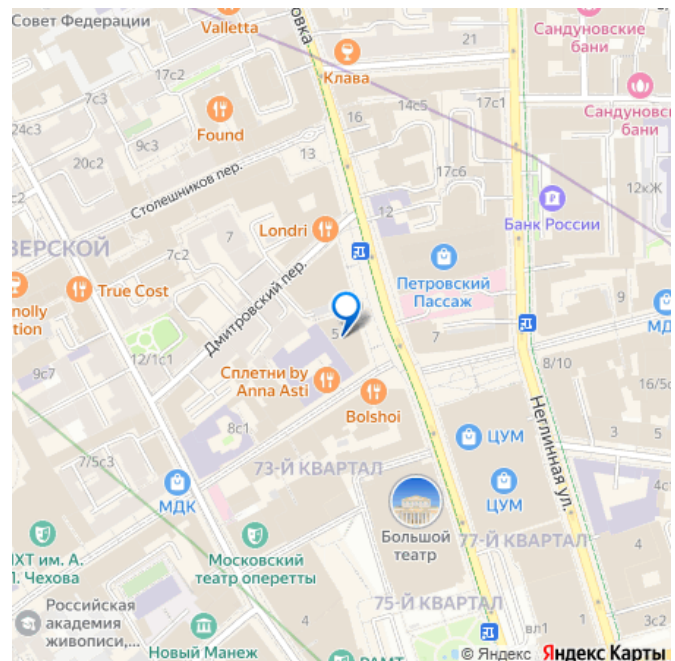 Совет Федерации
Valletta
овка
21
Сандуновские
бани
17с2
Клава
7с3
16
14с5
17с1
24с3
Found
Сандуновс
бани
9с3
13
20с2
17с6
12кЖ
Столешников пер.
12
Банк России
ВЕРСКОЙ
7
Londri
7с2
Петровский
Пассаж
True Cost
9
nolly
tion
Дмитровский пер.
5
7
МД
12/1с1
8/10
9с7
Сплетни by
Anna Asti
16/5с
Bolshoi
Неглинная ул.
8с1
ЦУМ
3
5
7/5с3
73-Й КВАРТАЛ
МДК
ЦУМ
4с
Большой
театр
77-Й КВАРТАЛ
4
ХТ им. А.
П. Чехова
Московский
театр оперетты
75-Й КВАРТАЛ
Российская
академия
живописи,...
4
вл1
1
3с2
Новый Манеж
РАМТ
© Яндекс Яндекс Карты